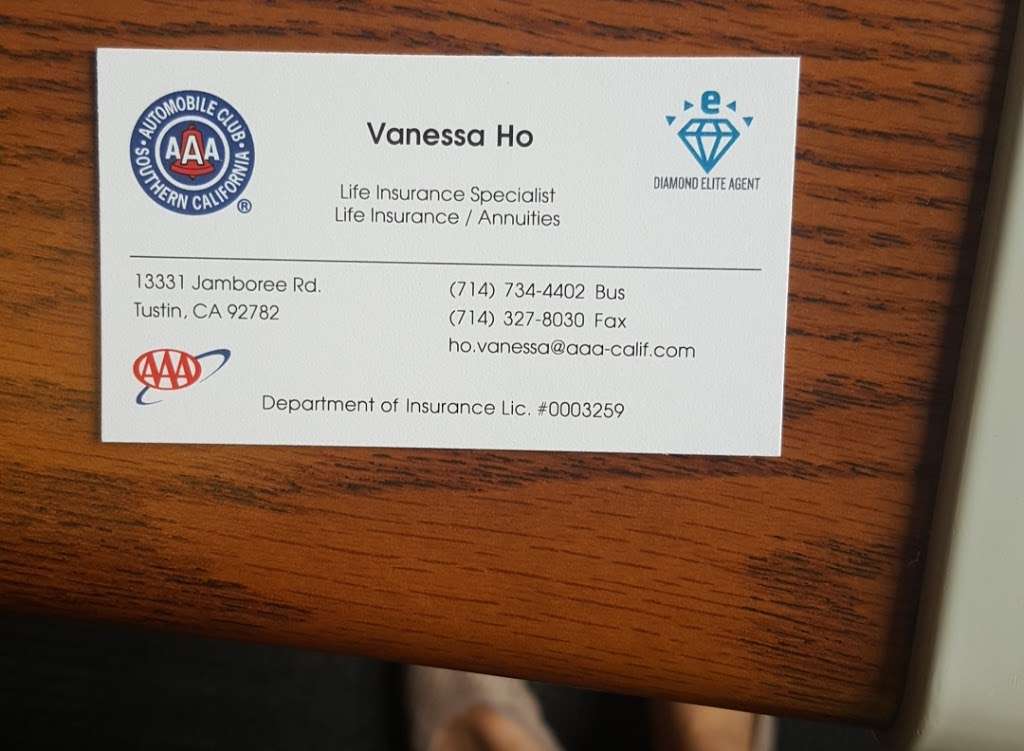 AUTOMOBILE CLUB
SOUTHERN CALIFORNIA
AAA
®
Vanessa Ho
Life Insurance Specialist
Life Insurance / Annuities
e
DIAMOND ELITE AGENT
13331 Jamboree Rd.
Tustin, CA 92782
(714) 734-4402 Bus
(714) 327-8030 Fax
ho.vanessa@aaa-calif.com
AAA
Department of Insurance Lic. #0003259